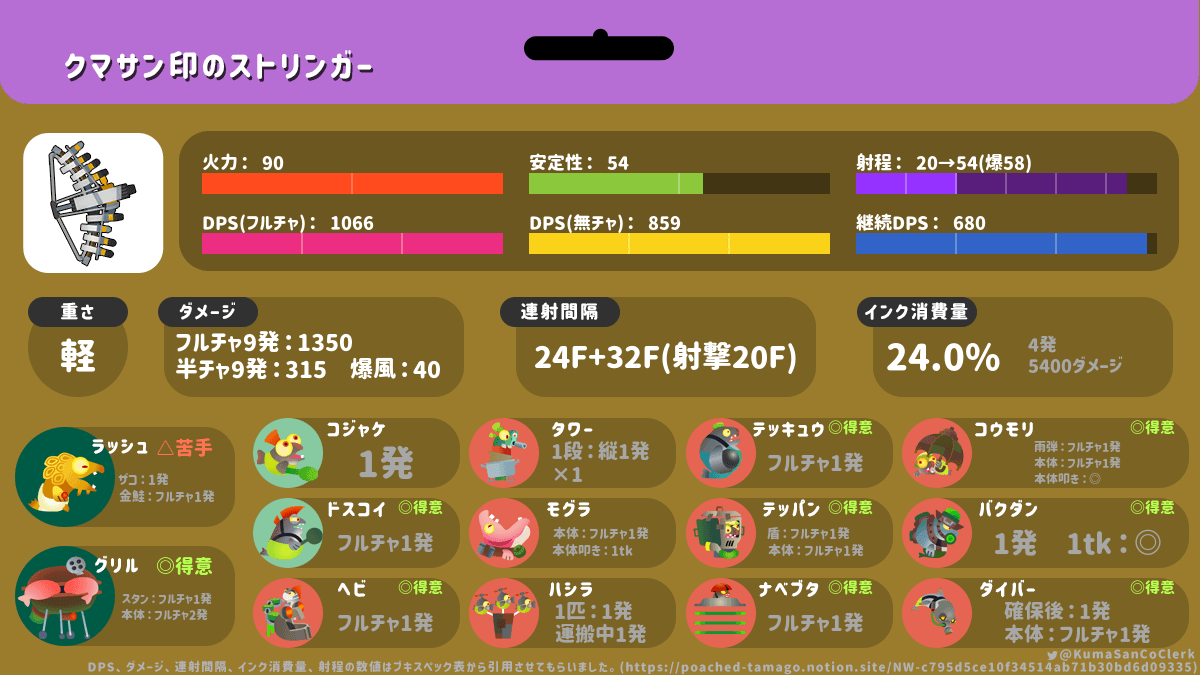 クマサン印のストリンガー
火力： 90
安定性： 54
射程： 20→54(爆58)
DPS(フルチャ)： 1066
DPS(無チャ)： 859
継続DPS： 680
重さ
軽
ダメージ
フルチャ9発：1350
半チャ9発：315　爆風：40
連射間隔
24F+32F(射撃20F)
インク消費量
24.0%
4発
5400ダメージ
ラッシュ △苦手
ザコ：1発
金鮭：フルチャ1発
グリル ◎得意
スタン：フルチャ1発
本体：フルチャ2発
コジャケ
1発
タワー
1段：縦1発
×1
テッキュウ ◎得意
フルチャ1発
コウモリ ◎得意
雨弾：フルチャ1発
本体：フルチャ1発
本体叩き：◎
ドスコイ ◎得意
フルチャ1発
モグラ
本体：フルチャ1発
本体叩き：1tk
テッパン ◎得意
盾：フルチャ1発
本体：フルチャ1発
バクダン ◎得意
1発　1tk：◎
ヘビ ◎得意
フルチャ1発
ハシラ
1匹：1発
運搬中1発
ナベブタ ◎得意
フルチャ1発
ダイバー ◎得意
確保後：1発
本体：フルチャ1発
@KumaSanCoClerk
DPS、ダメージ、連射間隔、インク消費量、射程の数値はブキスペック表から引用させてもらいました。(https://poached-tamago.notion.site/NW-c795d5ce10f34514ab71b30bd6d09335)